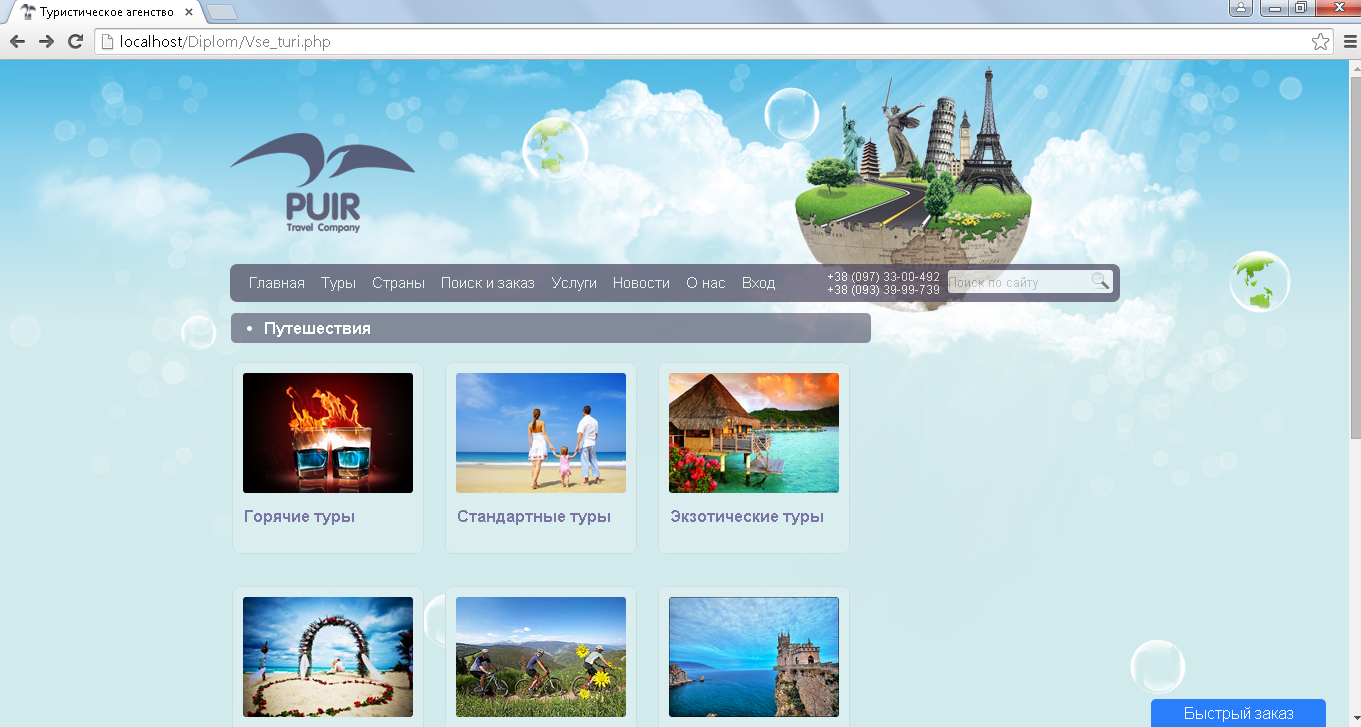 Туристическое агенство
localhost/Diplom/Vse_turi.php
PUIR
Travel Company
Главная Туры Страны Поиск и заказ Услуги Новости О нас Вход
+38 (097) 33-00-492
+38 (093) 39-99-739
Поиск по сайту
• Путешествия
Горячие туры
Стандартные туры
Экзотические туры
Быстрый заказ